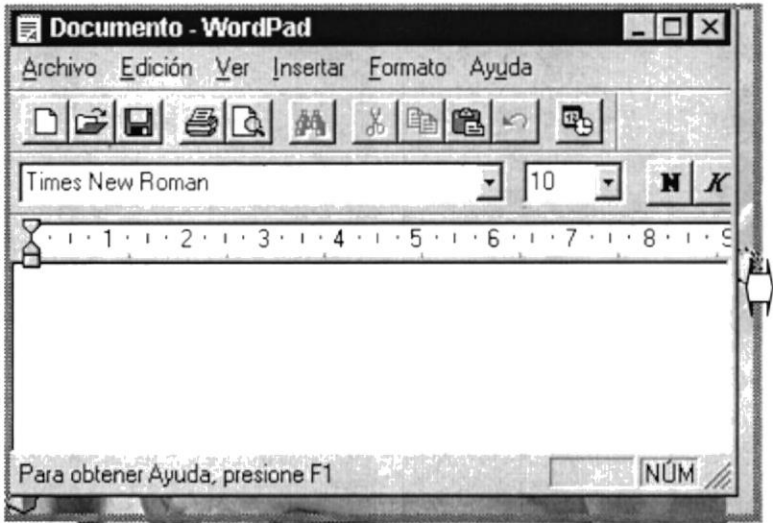 Documento - WordPad
Archivo Edición Ver Insertar Formato Ayuda
Times New Roman 10 N K
1 2 3 4 5 6 7 8 9
Para obtener Ayuda, presione F1 NÚM